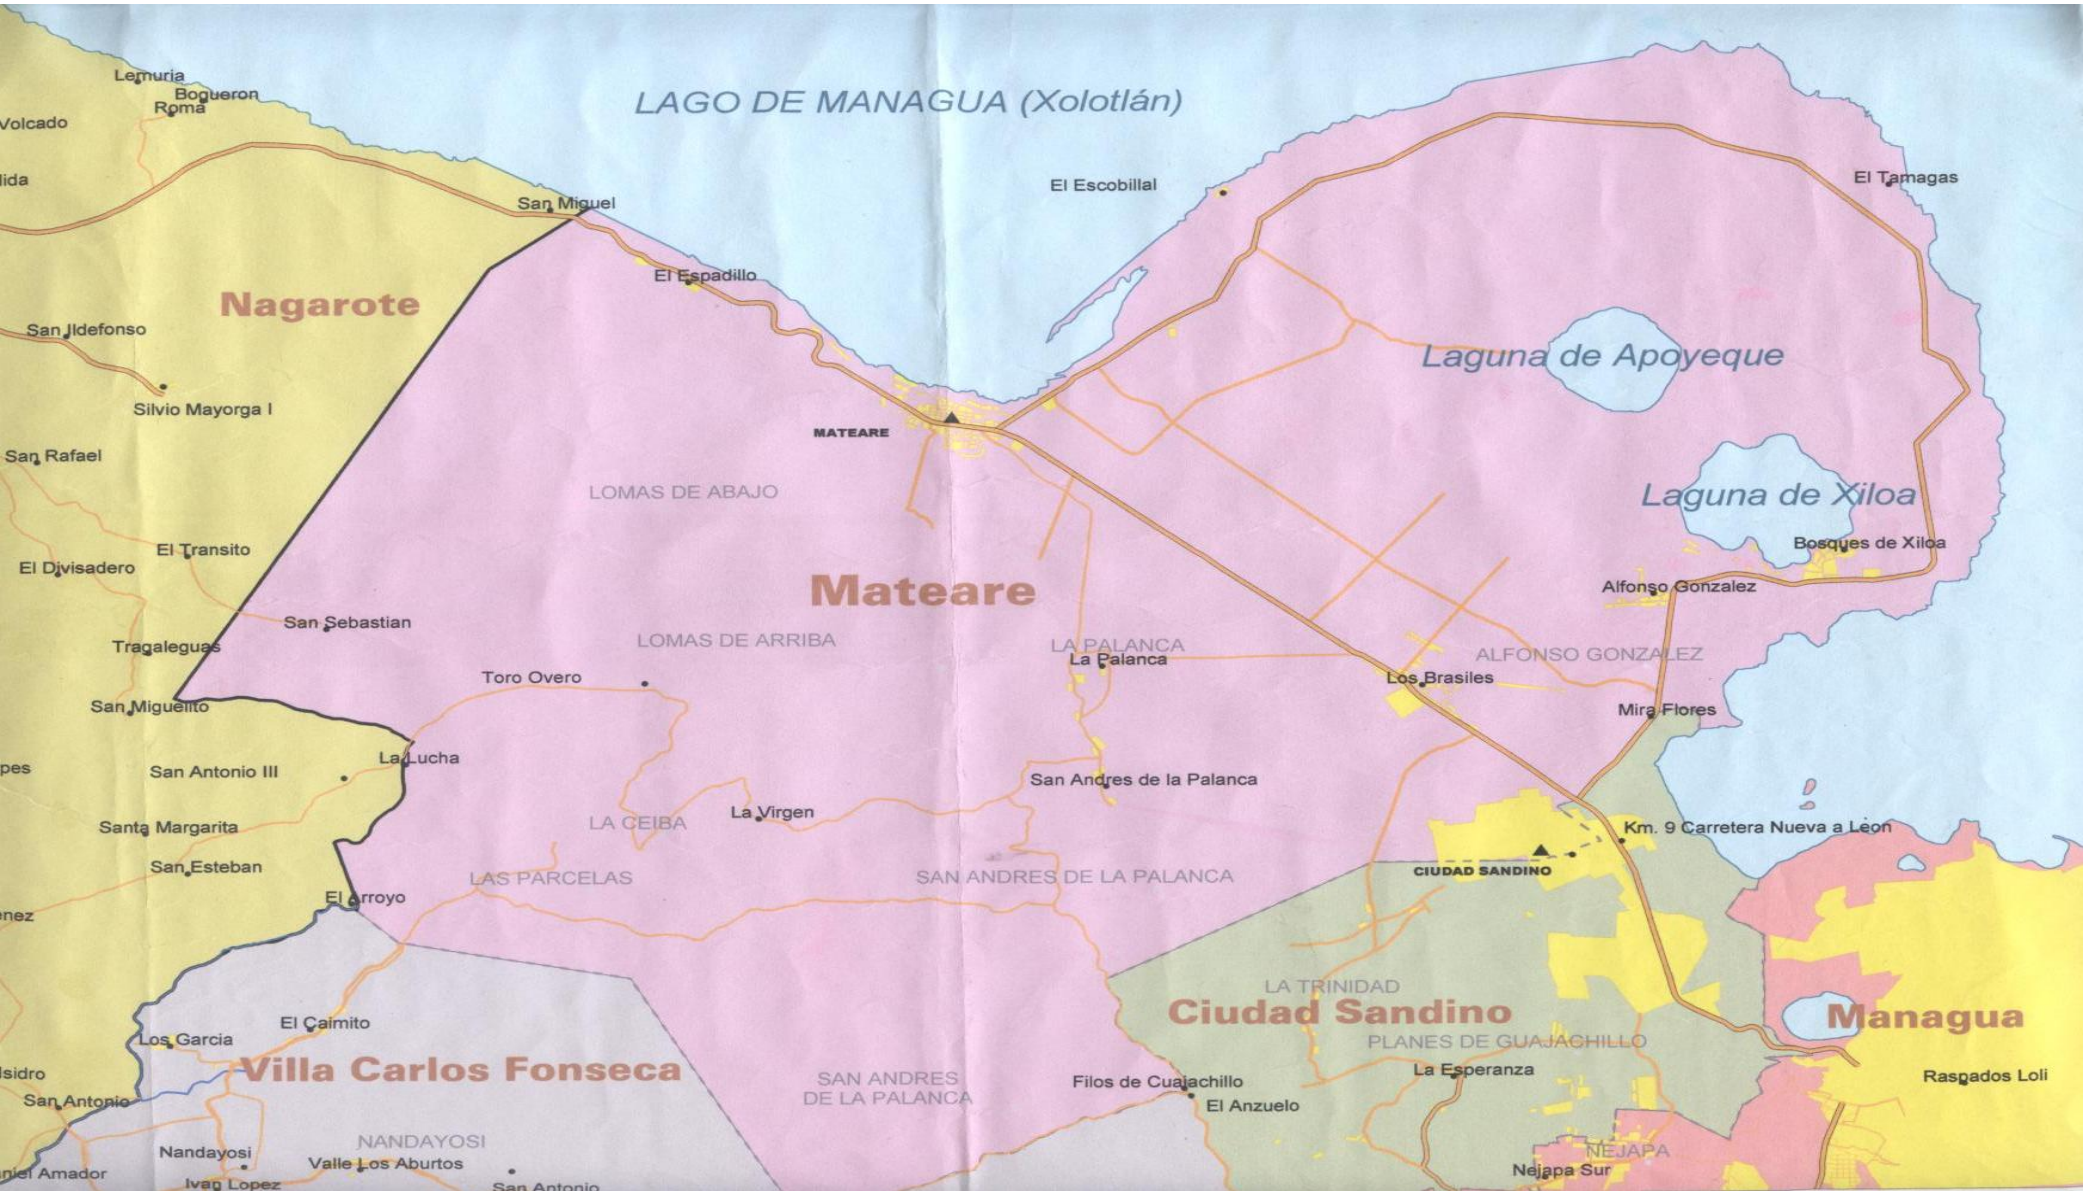 Lemuria
Bogueron
Roma
Volcado
LAGO DE MANAGUA (Xolotlán)
El Escobillal
El Tamagas
San Miguel
El Espadillo
Nagarote
San Ildefonso
Silvio Mayorga I
San Rafael
Laguna de Apoyeque
MATEARE
LOMAS DE ABAJO
Laguna de Xiloa
Bosques de Xiloa
El Transito
El Divisadero
Alfonso Gonzalez
Mateare
San Sebastian
Tragaleguas
LOMAS DE ARRIBA
LA PALANCA
La Palanca
ALFONSO GONZALEZ
Toro Overo
Los Brasiles
San Miguelito
Mira Flores
La Lucha
San Antonio III
San Andres de la Palanca
La Virgen
LA CEIBA
Santa Margarita
Km. 9 Carretera Nueva a Leon
San Esteban
LAS PARCELAS
SAN ANDRES DE LA PALANCA
CIUDAD SANDINO
El Arroyo
LA TRINIDAD
Ciudad Sandino
Managua
El Caimito
Los Garcia
PLANES DE GUAJACHILLO
Villa Carlos Fonseca
La Esperanza
Raspados Loli
SAN ANDRES
DE LA PALANCA
Filos de Cuajachillo
El Anzuelo
San Antonio
NANDAYOSI
Nandayosi
Valle Los Aburtos
NEJAPA
Nejapa Sur
Amador
Ivan Lopez
San Antonio